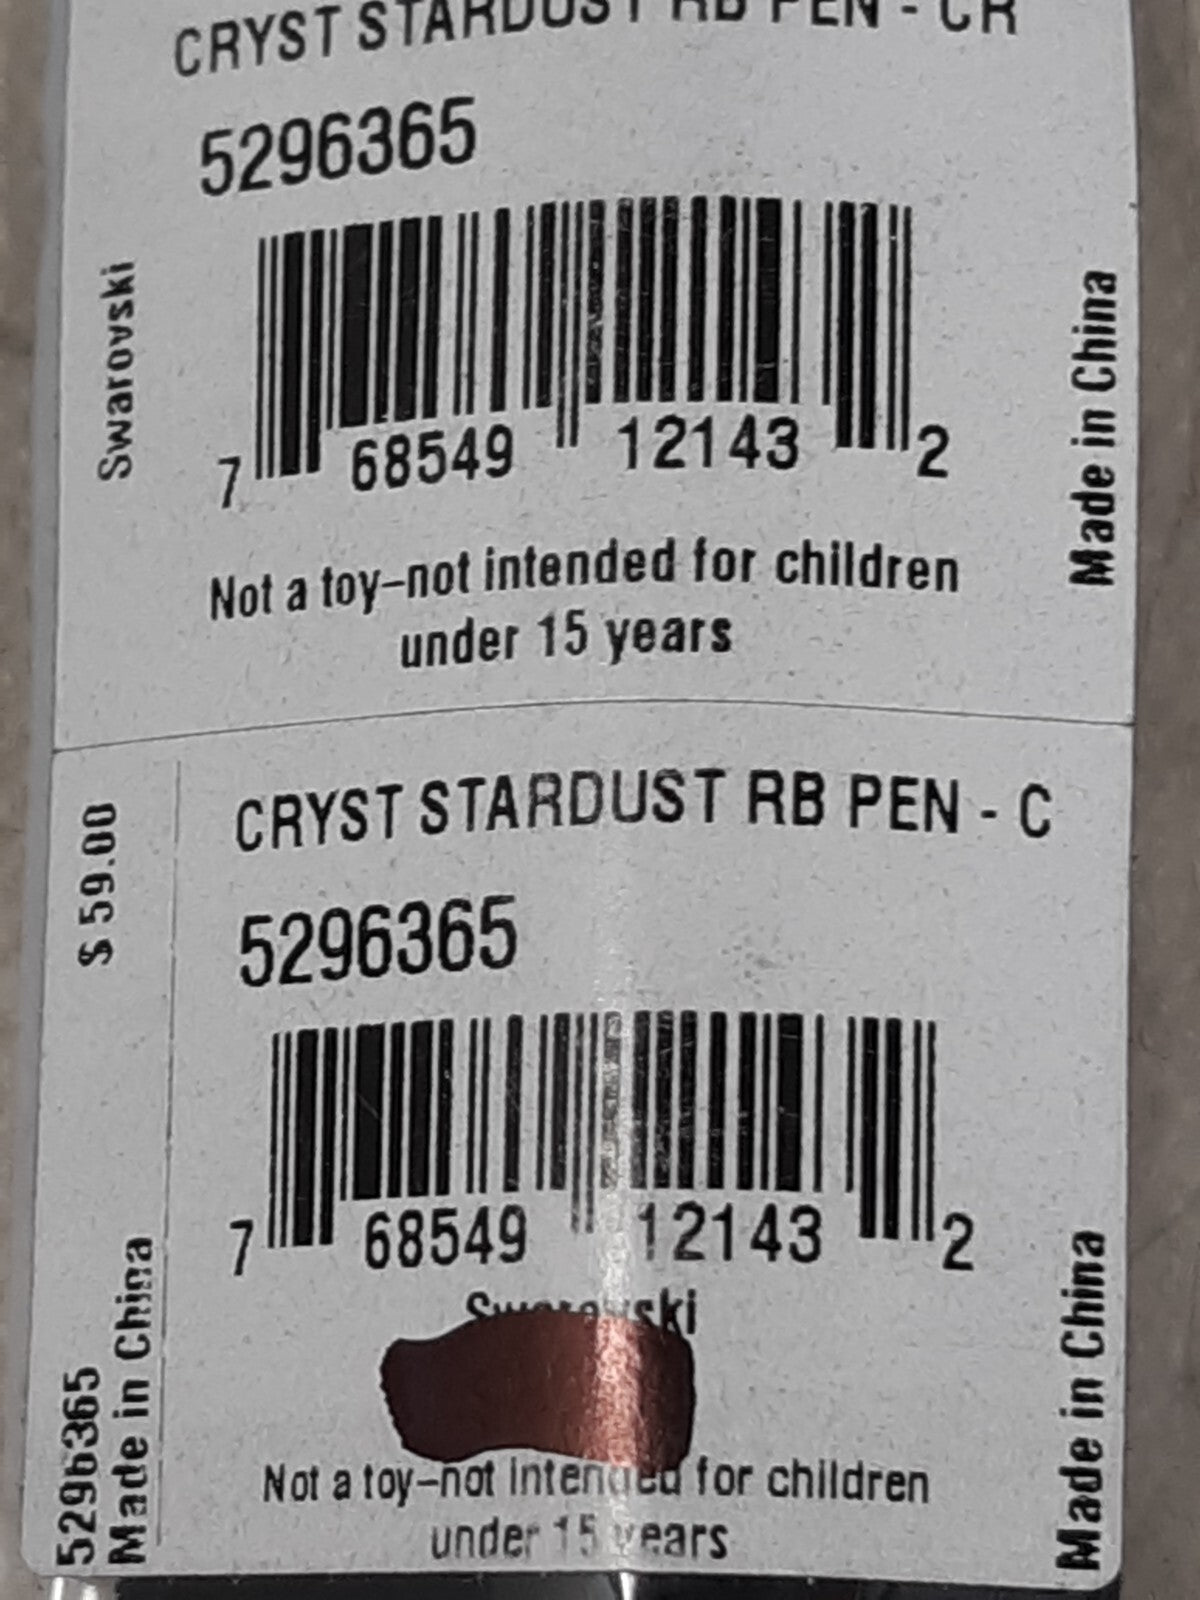 CRYST STARDUST RB PEN - CR
5296365
Swarovski
7 68549 12143 2
Made in China
Not a toy–not intended for children
under 15 years
$ 59.00
CRYST STARDUST RB PEN - C
5296365
7 68549 12143 2
Swarovski
5296365
Made in China
Made in China
Not a toy–not intended for children
under 15 years